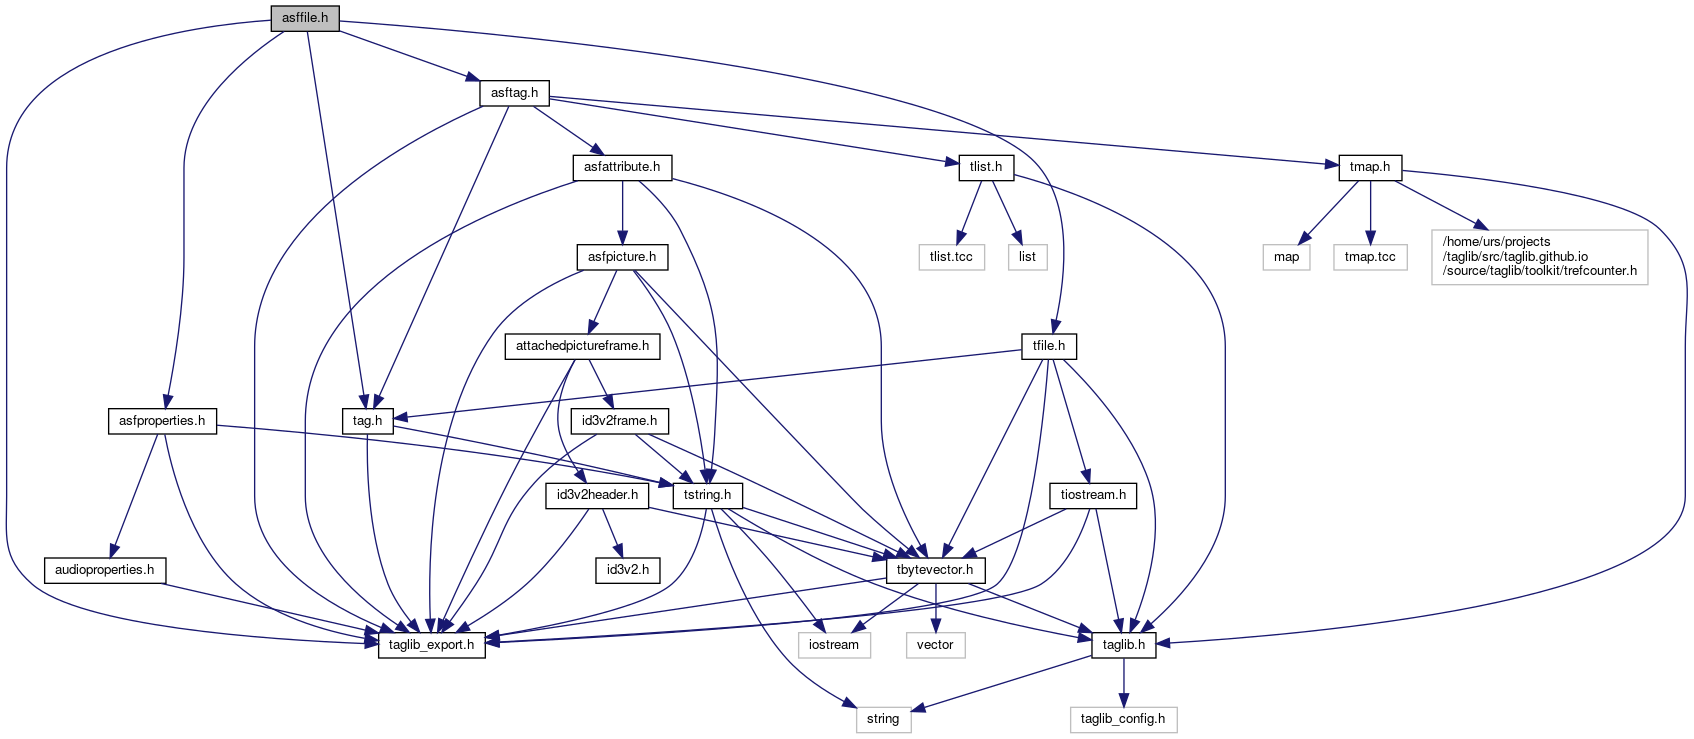 asffile.h
asftag.h
asfattribute.h
tlist.h
tmap.h
asfpicture.h
tlist.tcc
list
map
tmap.tcc
/home/urs/projects
/taglib/src/taglib.github.io
/source/taglib/toolkit/trefcounter.h
attachedpictureframe.h
tfile.h
asfproperties.h
tag.h
id3v2frame.h
id3v2header.h
tstring.h
tiostream.h
audioproperties.h
id3v2.h
tbytevector.h
taglib_export.h
iostream
vector
taglib.h
string
taglib_config.h